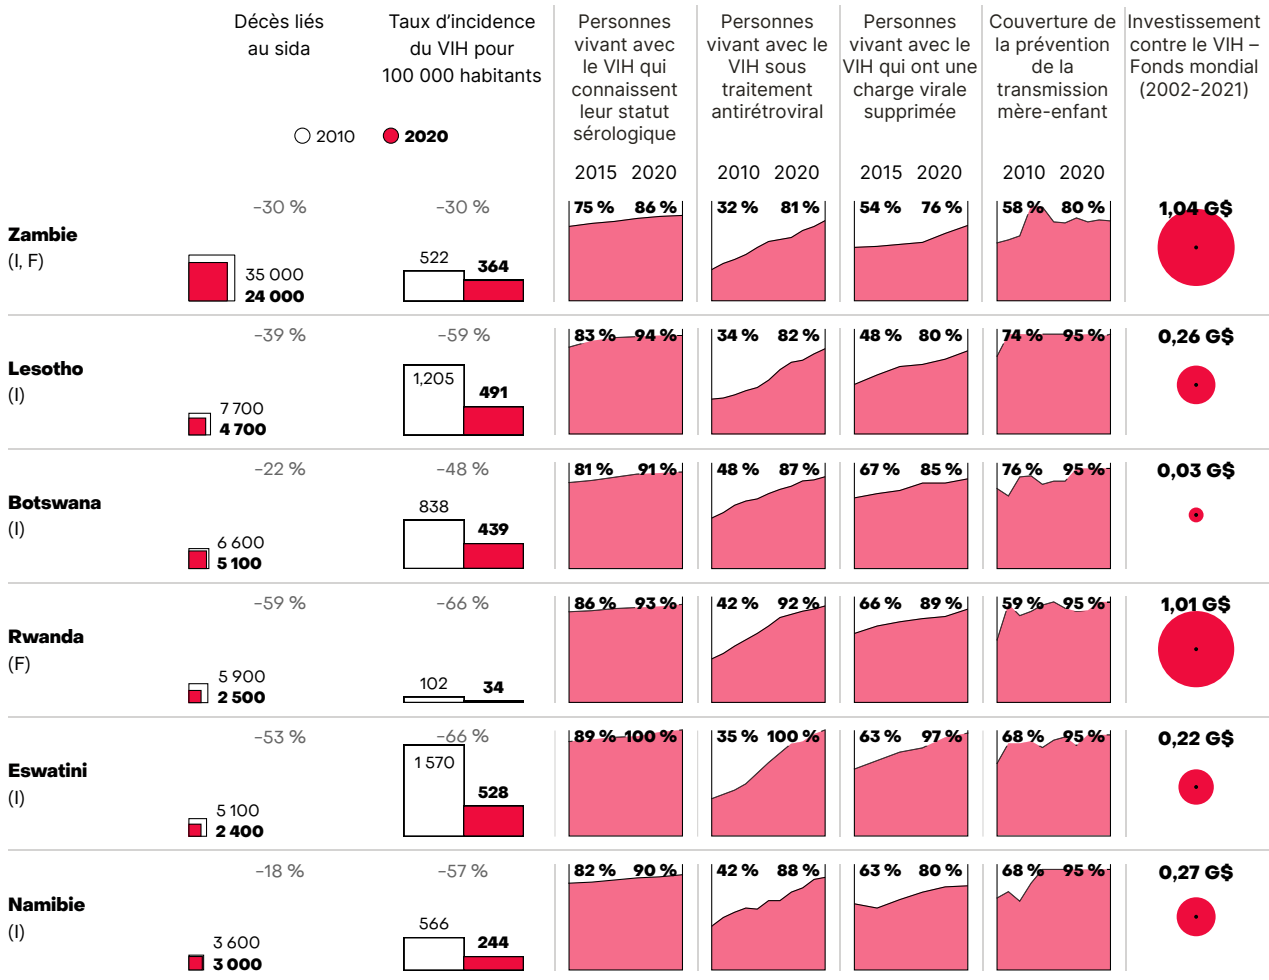 Décès liés
au sida
Taux d’incidence
du VIH pour
100 000 habitants
Personnes
vivant avec
le VIH qui
connaissent
leur statut
sérologique
Personnes
vivant avec le
VIH sous
traitement
antirétroviral
Personnes
vivant avec le
VIH qui ont une
charge virale
supprimée
Couverture de
la prévention
de la
transmission
mère-enfant
Investissement
contre le VIH –
Fonds mondial
(2002-2021)
2010 2020
2015 2020 2010 2020 2015 2020 2010 2020
Zambie
(I, F)
-30 %
35 000
24 000
-30 %
522
364
75 % 86 %
32 % 81 %
54 % 76 %
58 % 80 %
1,04 G$
Lesotho
(I)
-39 %
7 700
4 700
-59 %
1,205
491
83 % 94 %
34 % 82 %
48 % 80 %
74 % 95 %
0,26 G$
Botswana
(I)
-22 %
6 600
5 100
-48 %
838
439
81 % 91 %
48 % 87 %
67 % 85 %
76 % 95 %
0,03 G$
Rwanda
(F)
-59 %
5 900
2 500
-66 %
102
34
86 % 93 %
42 % 92 %
66 % 89 %
59 % 95 %
1,01 G$
Eswatini
(I)
-53 %
5 100
2 400
-66 %
1 570
528
89 % 100 %
35 % 100 %
63 % 97 %
68 % 95 %
0,22 G$
Namibie
(I)
-18 %
3 600
3 000
-57 %
566
244
82 % 90 %
42 % 88 %
63 % 80 %
68 % 95 %
0,27 G$